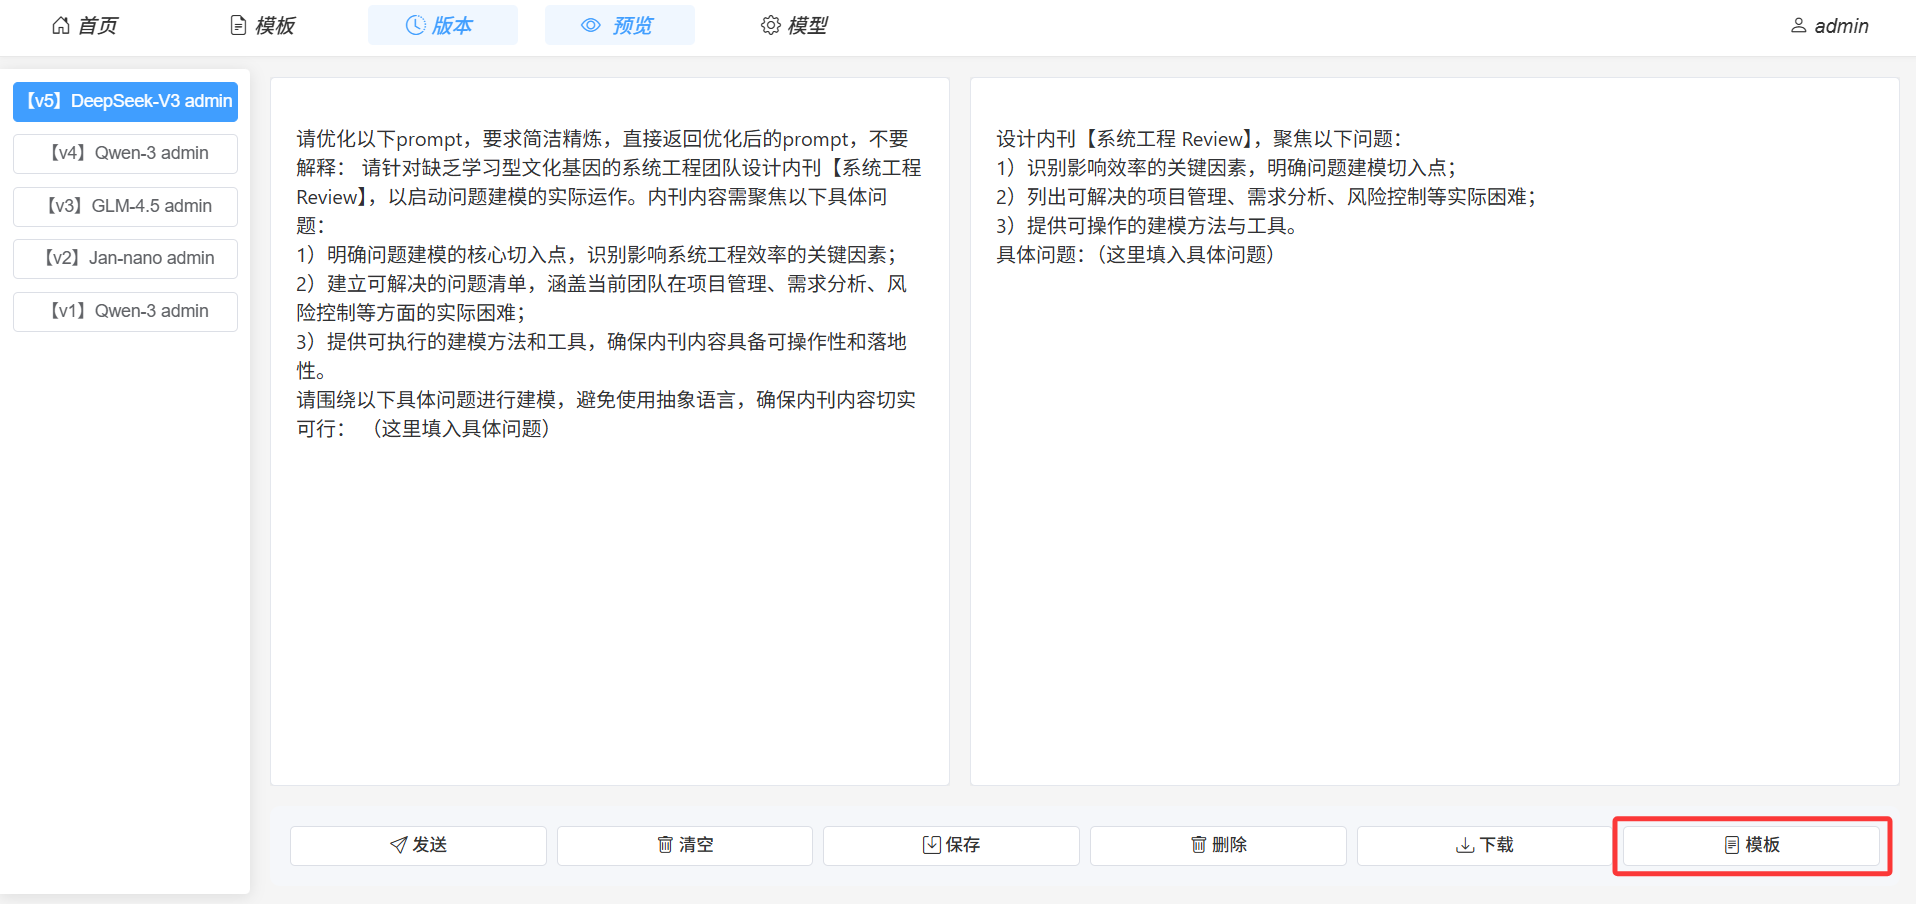 首页
模板
版本
预览
模型
admin
【v5】DeepSeek-V3 admin
【v4】Qwen-3 admin
【v3】GLM-4.5 admin
【v2】Jan-nano admin
【v1】Qwen-3 admin
请优化以下prompt，要求简洁精炼，直接返回优化后的prompt，不要
解释： 请针对缺乏学习型文化基因的系统工程团队设计内刊【系统工程
Review】，以启动问题建模的实际运作。内刊内容需聚焦以下具体问
题：
1）明确问题建模的核心切入点，识别影响系统工程效率的关键因素；
2）建立可解决的问题清单，涵盖当前团队在项目管理、需求分析、风
险控制等方面的实际困难；
3）提供可执行的建模方法和工具，确保内刊内容具备可操作性和落地
性。
请围绕以下具体问题进行建模，避免使用抽象语言，确保内刊内容切实
可行： （这里填入具体问题）
设计内刊【系统工程 Review】，聚焦以下问题：
1）识别影响效率的关键因素，明确问题建模切入点；
2）列出可解决的项目管理、需求分析、风险控制等实际困难；
3）提供可操作的建模方法与工具。
具体问题：（这里填入具体问题）
发送
清空
保存
删除
下载
模板